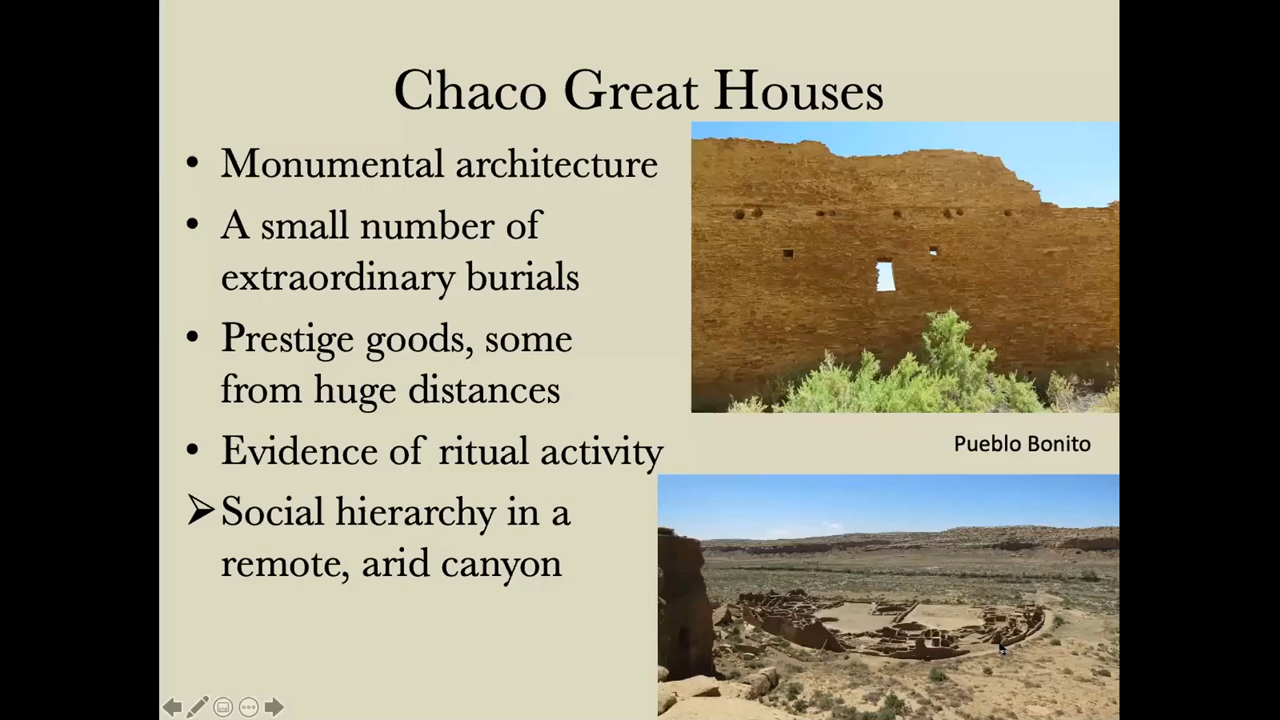 Chaco Great Houses
• Monumental architecture
• A small number of
extraordinary burials
• Prestige goods, some
from huge distances
• Evidence of ritual activity
➢ Social hierarchy in a
remote, arid canyon
Pueblo Bonito